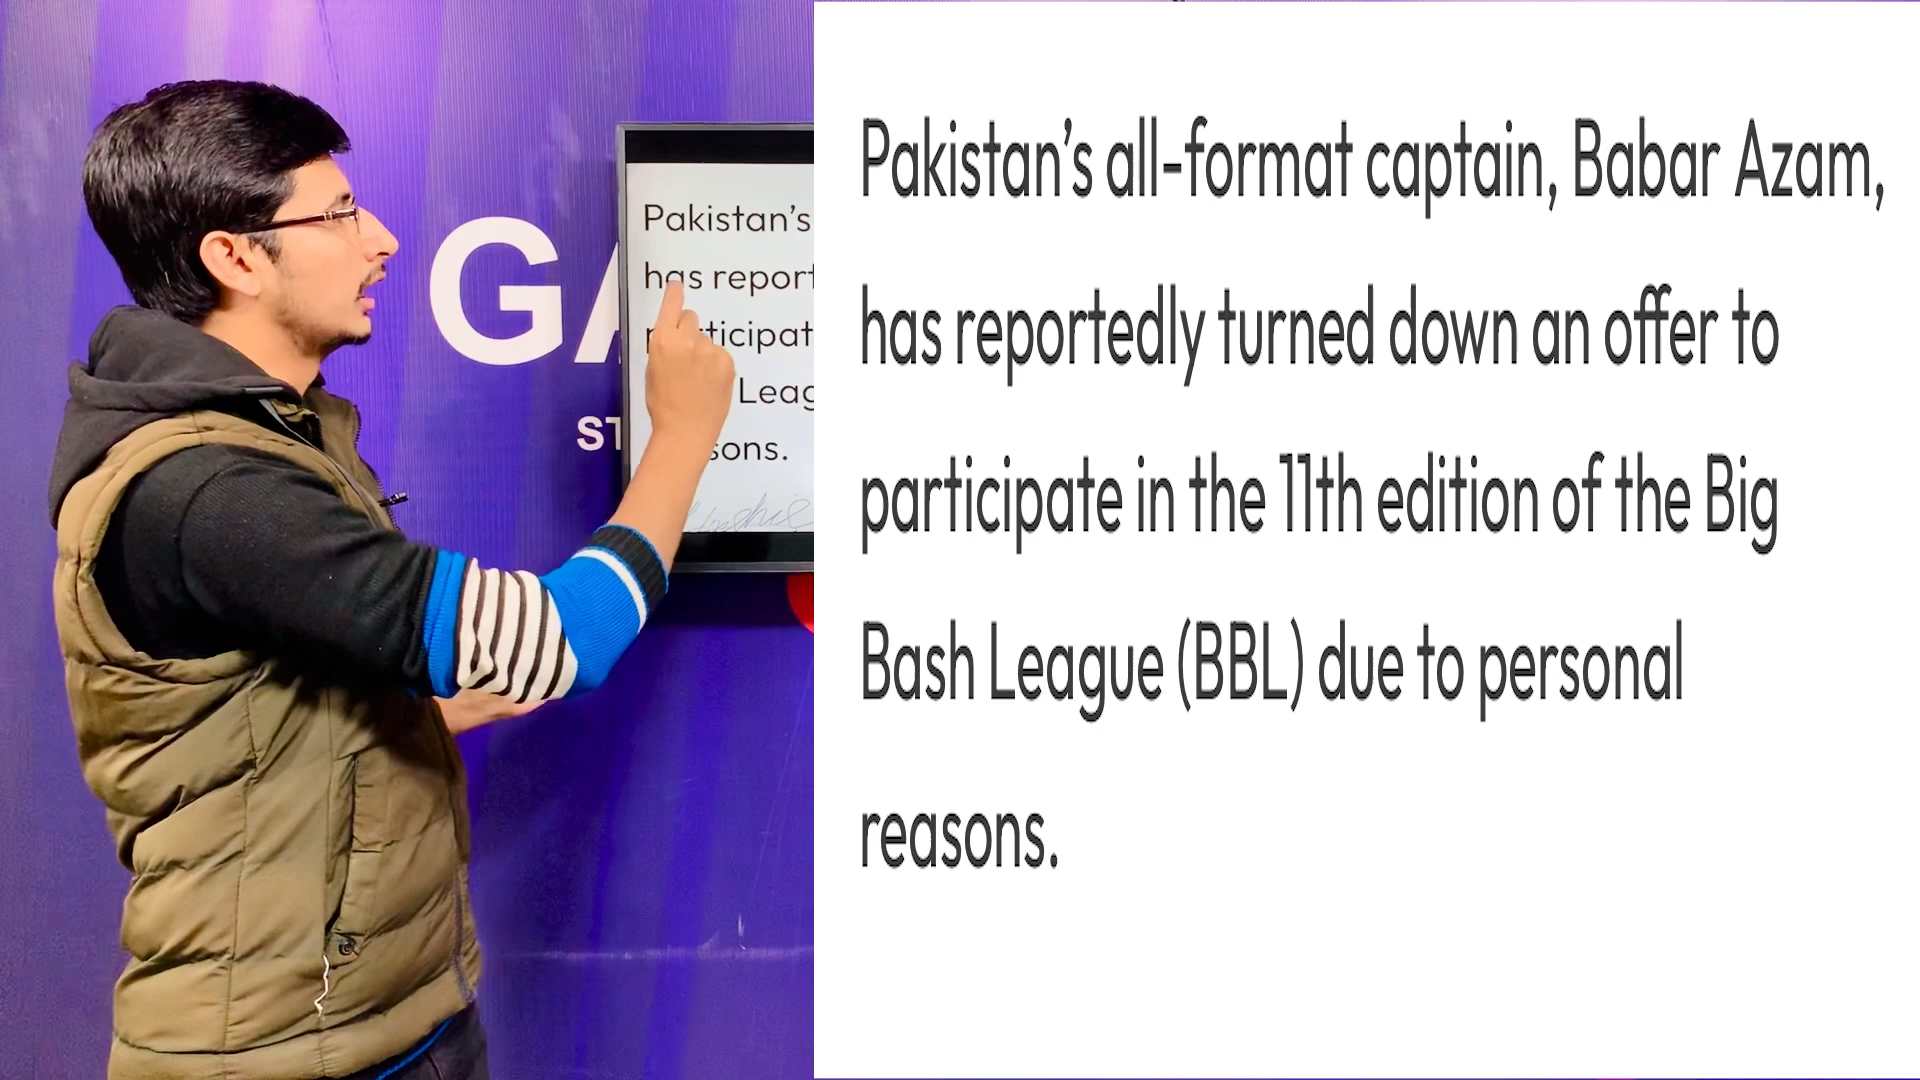 GA
ST
Pakistan's
has report
ticipat
Leag
sons.
Pakistan’s all-format captain, Babar Azam,
has reportedly turned down an offer to
participate in the 11th edition of the Big
Bash League (BBL) due to personal
reasons.